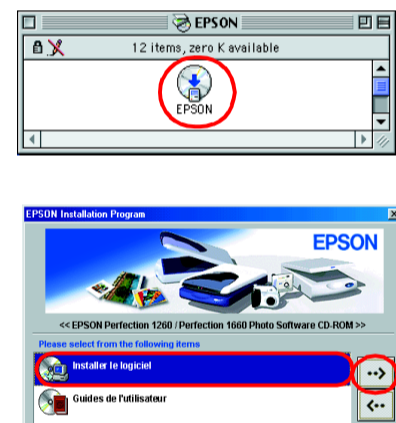 EPSON
12 items, zero K available
EPSON
EPSON Installation Program
EPSON
<< EPSON Perfection 1260 / Perfection 1660 Photo Software CD-ROM >>
Please select from the following items
Installer le logiciel
Guides de l'utilisateur